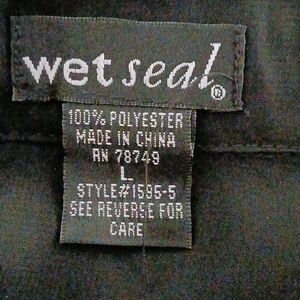 wet seal®
100% POLYESTER
MADE IN CHINA
RN 78749
L
STYLE#1595-5
SEE REVERSE FOR
CARE